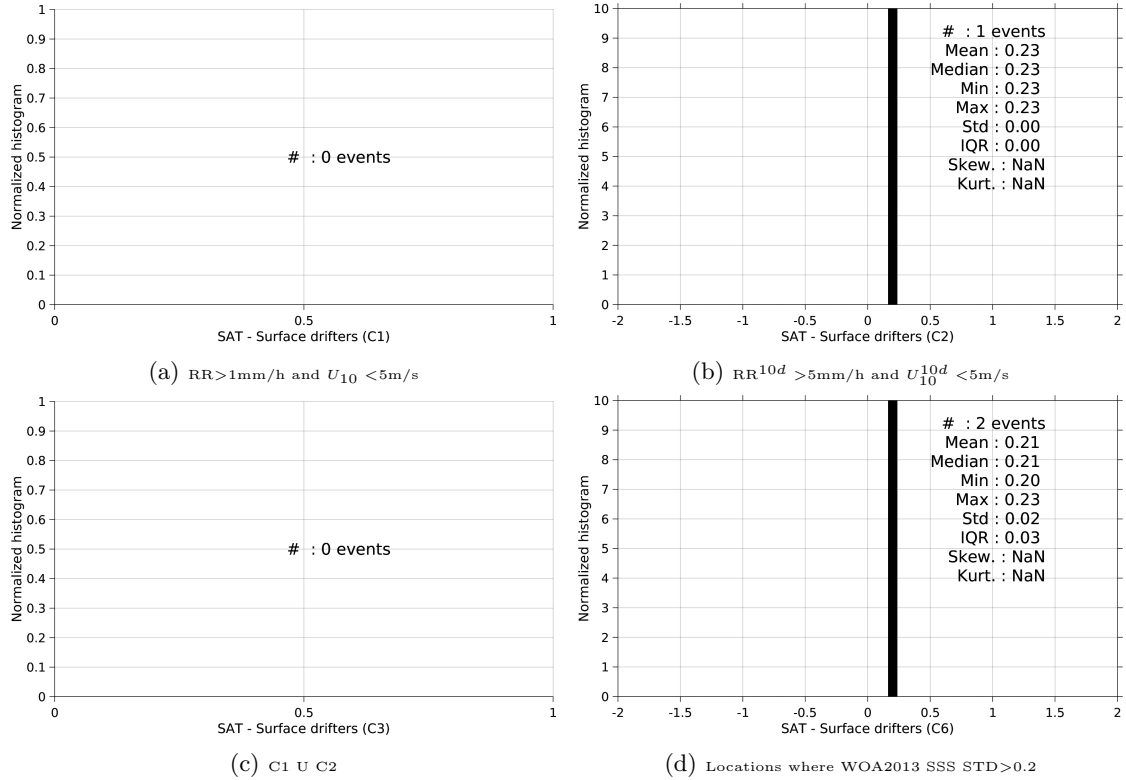 1
0.9
0.8
0.7
0.6
0.5
0.4
0.3
0.2
0.1
0
Normalized histogram
# : 0 events
0 0.5 1
SAT - Surface drifters (C1)
(a) RR>1mm/h and U10 <5m/s
10
9
8
7
6
5
4
3
2
1
0
Normalized histogram
# : 1 events
Mean : 0.23
Median : 0.23
Min : 0.23
Max : 0.23
Std : 0.00
IQR : 0.00
Skew. : NaN
Kurt. : NaN
-2 -1.5 -1 -0.5 0 0.5 1 1.5 2
SAT - Surface drifters (C2)
(b) RR10d >5mm/h and U10d10 <5m/s
1
0.9
0.8
0.7
0.6
0.5
0.4
0.3
0.2
0.1
0
Normalized histogram
# : 0 events
0 0.5 1
SAT - Surface drifters (C3)
(c) C1 U C2
10
9
8
7
6
5
4
3
2
1
0
Normalized histogram
# : 2 events
Mean : 0.21
Median : 0.21
Min : 0.20
Max : 0.23
Std : 0.02
IQR : 0.03
Skew. : NaN
Kurt. : NaN
-2 -1.5 -1 -0.5 0 0.5 1 1.5 2
SAT - Surface drifters (C6)
(d) Locations where WOA2013 SSS STD>0.2